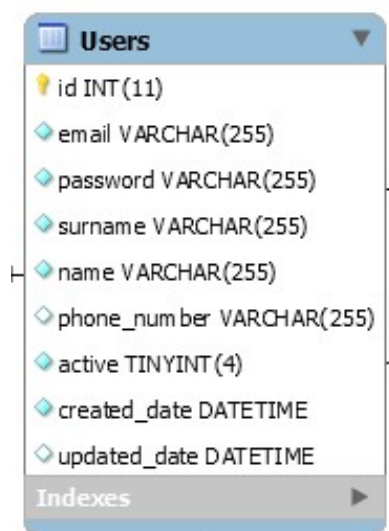 Users
id INT(11)
email VARCHAR(255)
password VARCHAR(255)
surname VARCHAR(255)
name VARCHAR(255)
phone_number VARCHAR(255)
active TINYINT(4)
created_date DATETIME
updated_date DATETIME
Indexes